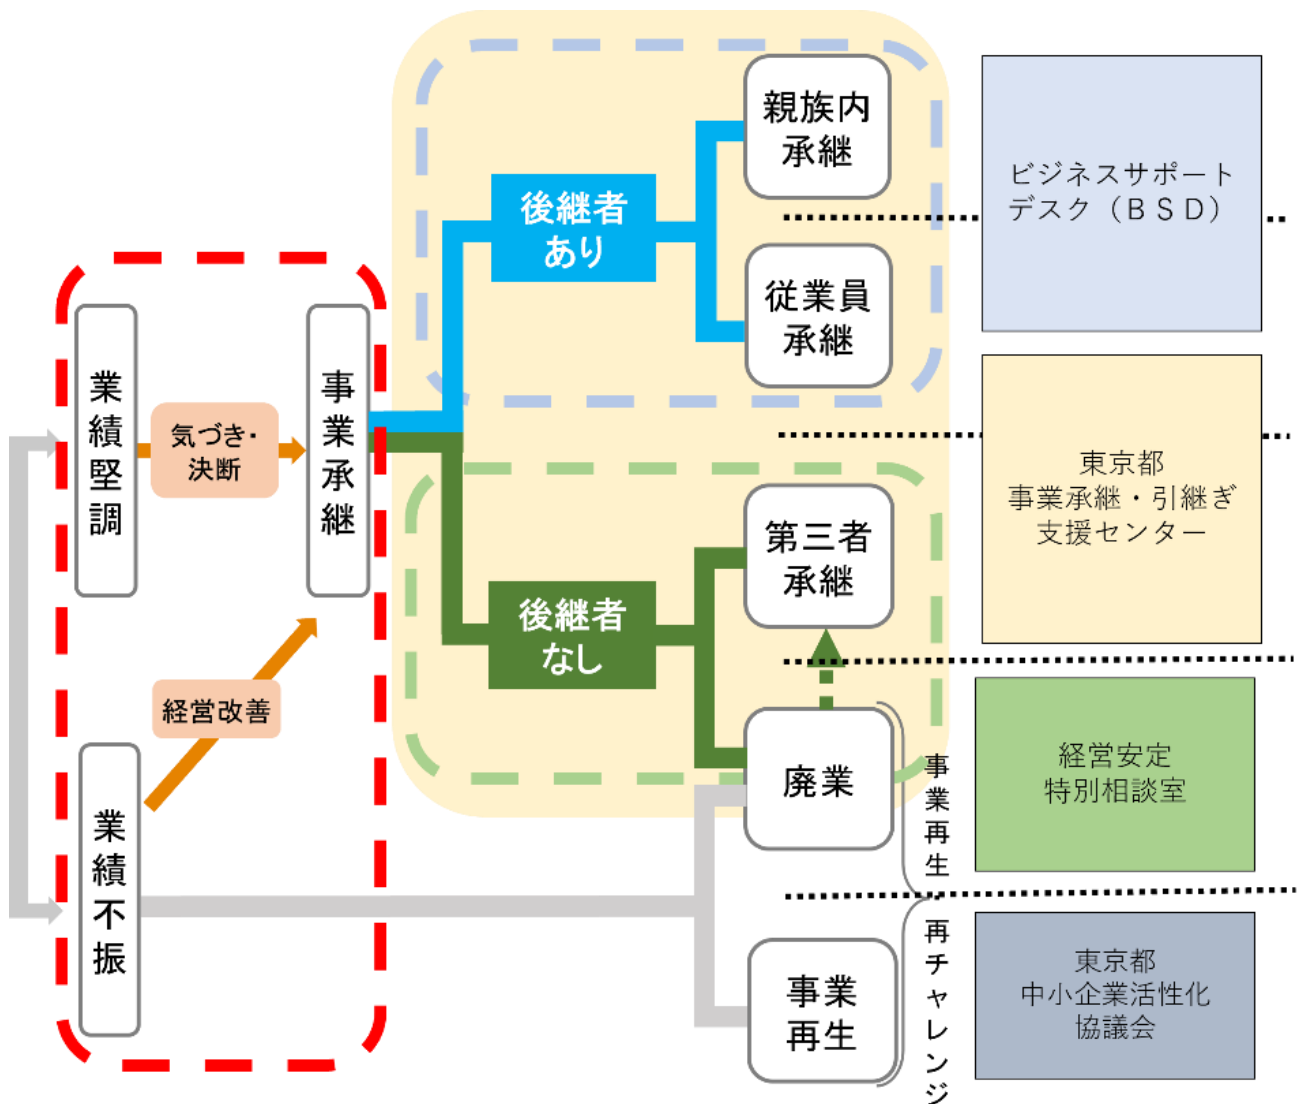 業績堅調
気づき・
決断
事業承継
経営改善
業績不振
後継者
あり
後継者
なし
親族内
承継
従業員
承継
第三者
承継
廃業
事業
再生
事業再生・再チャレンジ
ビジネスサポート
デスク（ＢＳＤ）
東京都
事業承継・引継ぎ
支援センター
経営安定
特別相談室
東京都
中小企業活性化
協議会